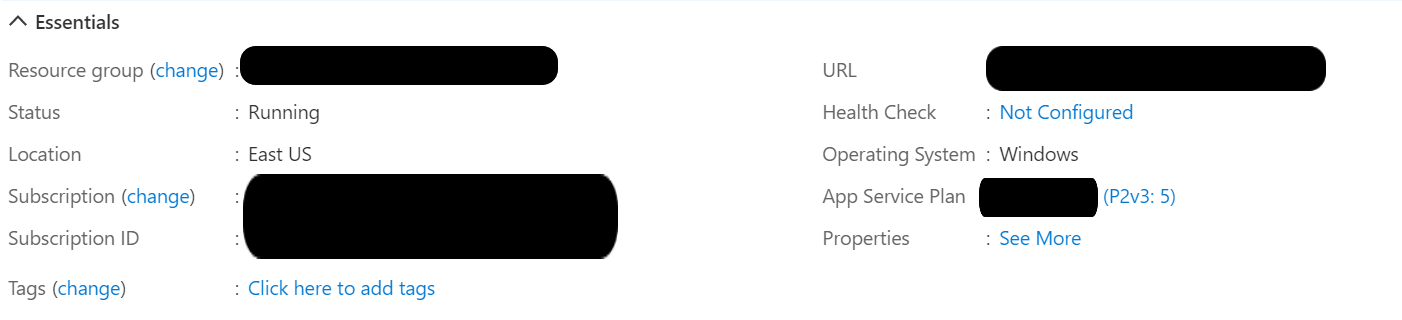 Essentials
Resource group (change) :
URL
Status : Running
Health Check : Not Configured
Location : East US
Operating System : Windows
Subscription (change) :
App Service Plan (P2v3: 5)
Subscription ID :
Properties : See More
Tags (change) : Click here to add tags